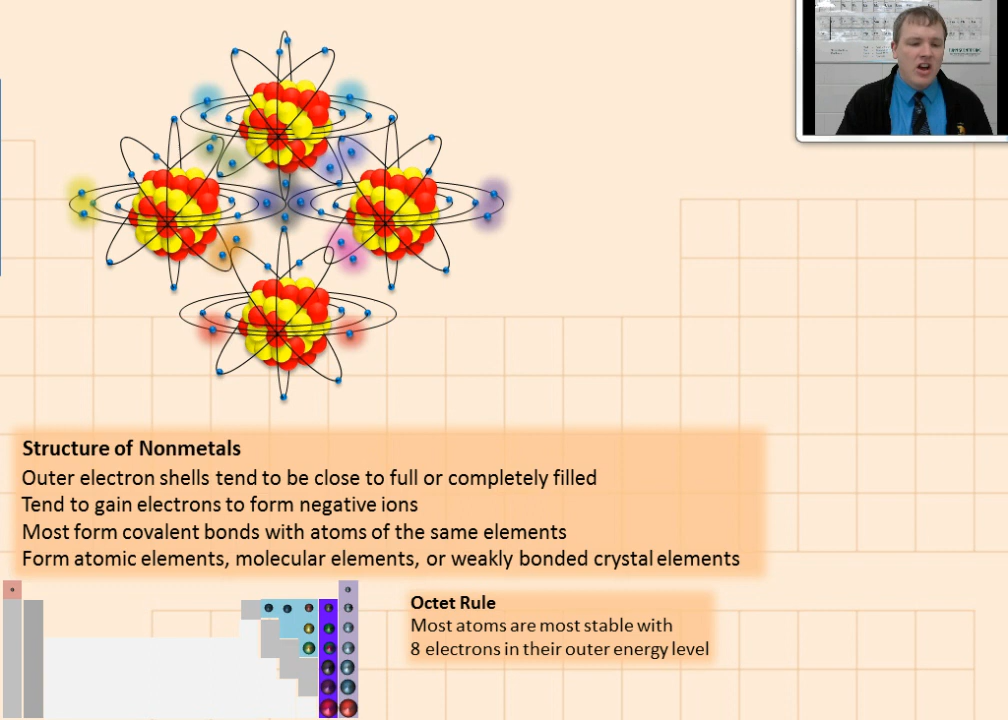 Structure of Nonmetals
Outer electron shells tend to be close to full or completely filled
Tend to gain electrons to form negative ions
Most form covalent bonds with atoms of the same elements
Form atomic elements, molecular elements, or weakly bonded crystal elements
Octet Rule
Most atoms are most stable with
8 electrons in their outer energy level